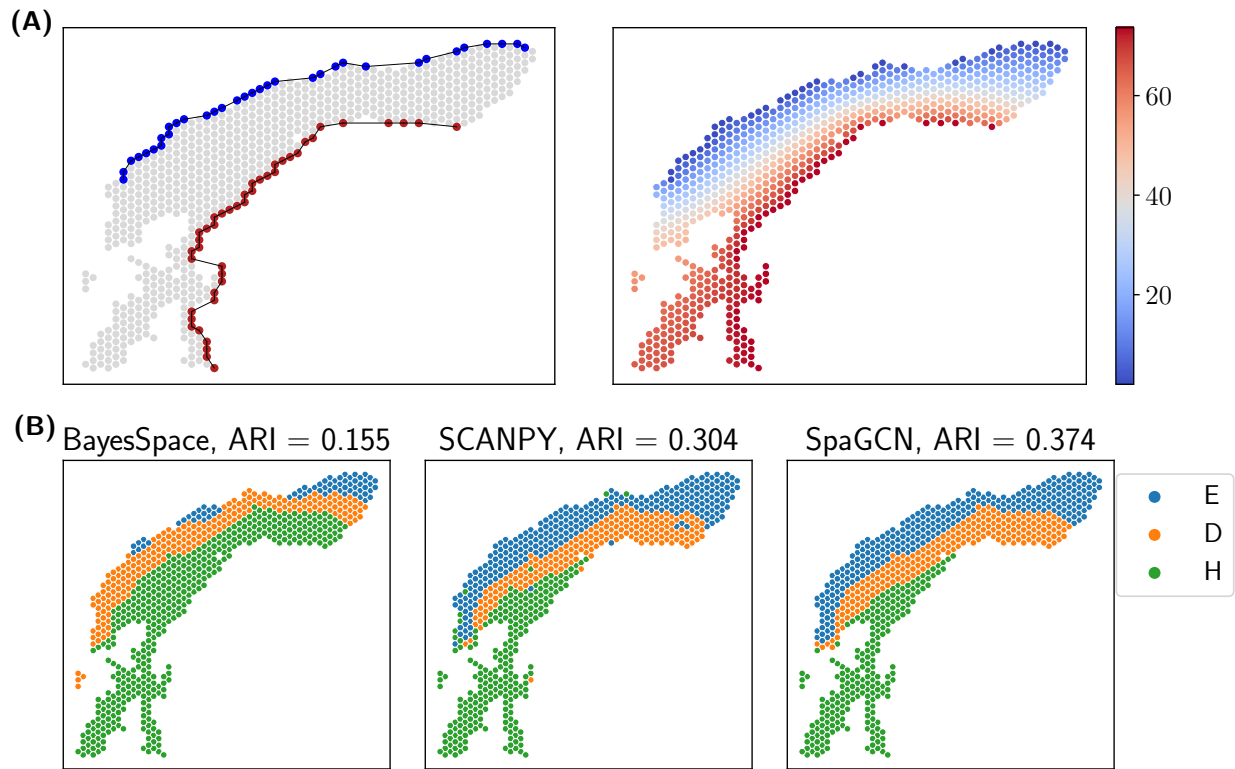 (A)
60
40
20
(B)
BayesSpace, ARI = 0.155
SCANPY, ARI = 0.304
SpaGCN, ARI = 0.374
E
D
H